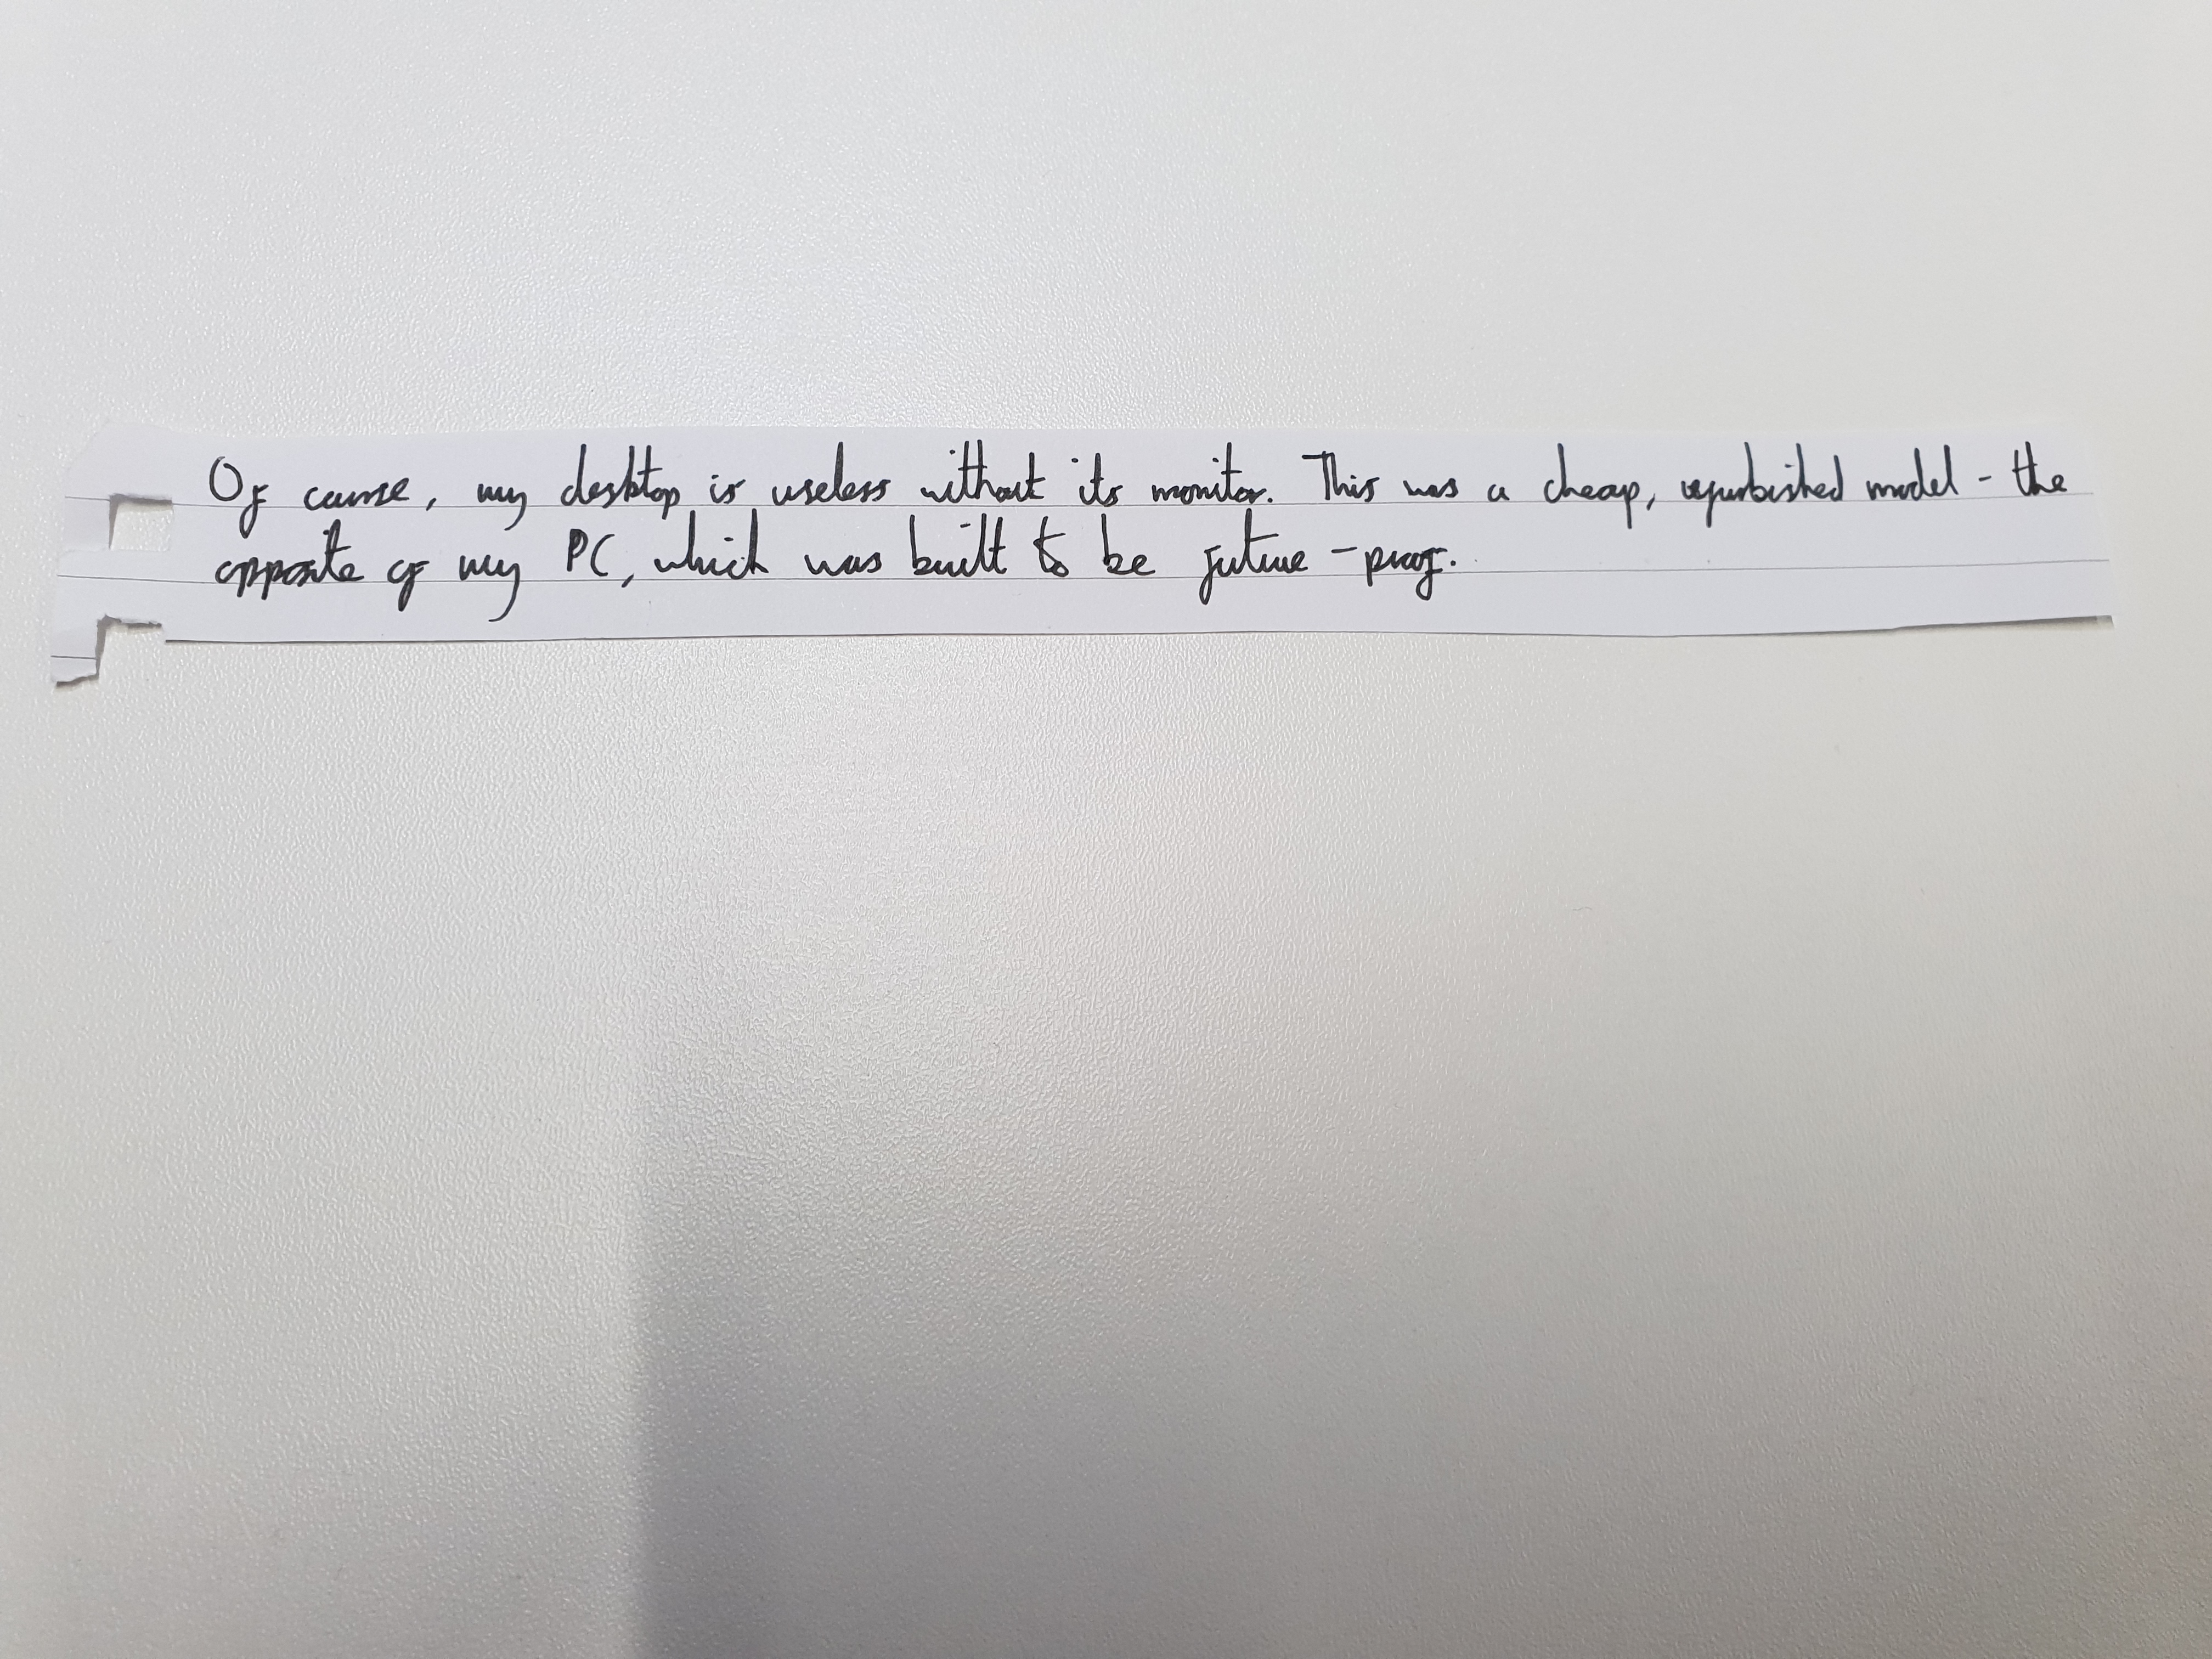 Of course, my desktop is useless without its monitor. This was a cheap, refurbished model - the
opposite of my PC, which was built to be future-proof.